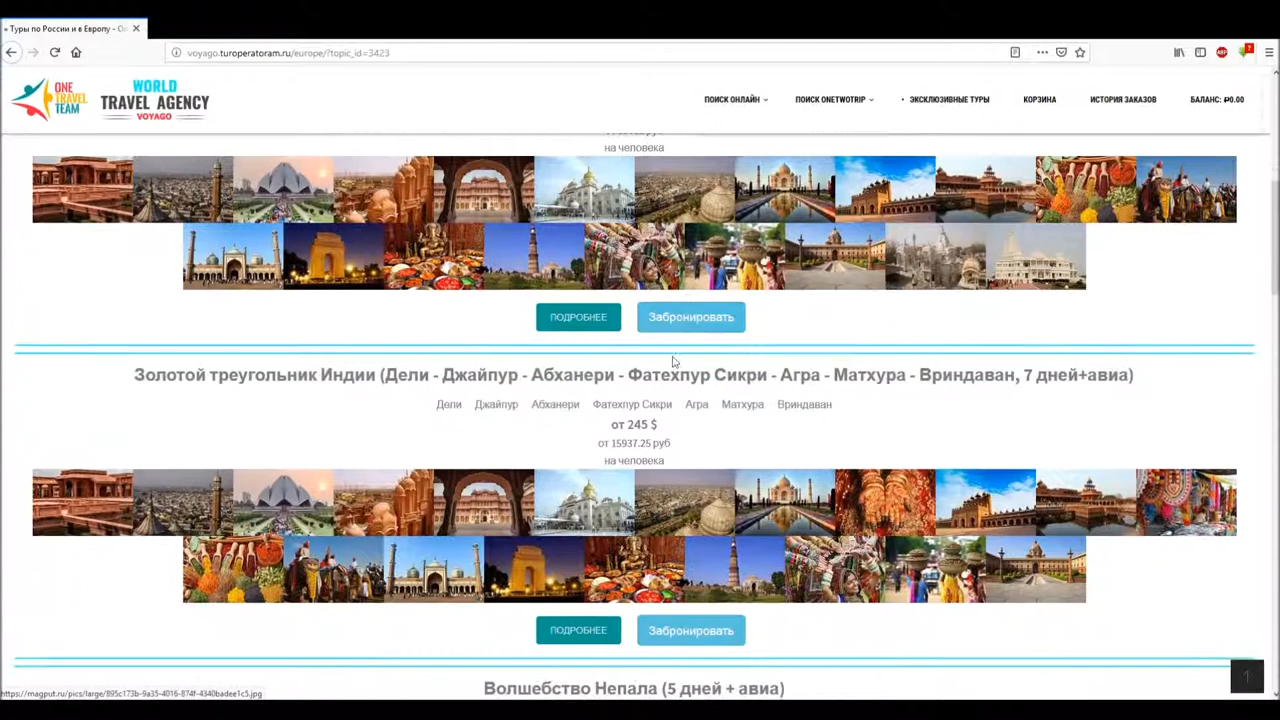 « Туры по России и в Европу - Он
voyago.turoperatoram.ru/europe/?topic_id=3423
ONE TRAVEL TEAM
WORLD TRAVEL AGENCY VOYAGO
ПОИСК ОНЛАЙН
ПОИСК ONETWOTRIP
ЭКСКЛЮЗИВНЫЕ ТУРЫ
КОРЗИНА
ИСТОРИЯ ЗАКАЗОВ
БАЛАНС: ₽0.00
на человека
ПОДРОБНЕЕ
Забронировать
Золотой треугольник Индии (Дели - Джайпур - Абханери - Фатехпур Сикри - Агра - Матхура - Вриндаван, 7 дней+авиа)
Дели Джайпур Абханери Фатехпур Сикри Агра Матхура Вриндаван
от 245 $
от 15937.25 руб
на человека
ПОДРОБНЕЕ
Забронировать
Волшебство Непала (5 дней + авиа)
https://magput.ru/pics/large/895c173b-9a35-4016-874f-4340badee1c5.jpg